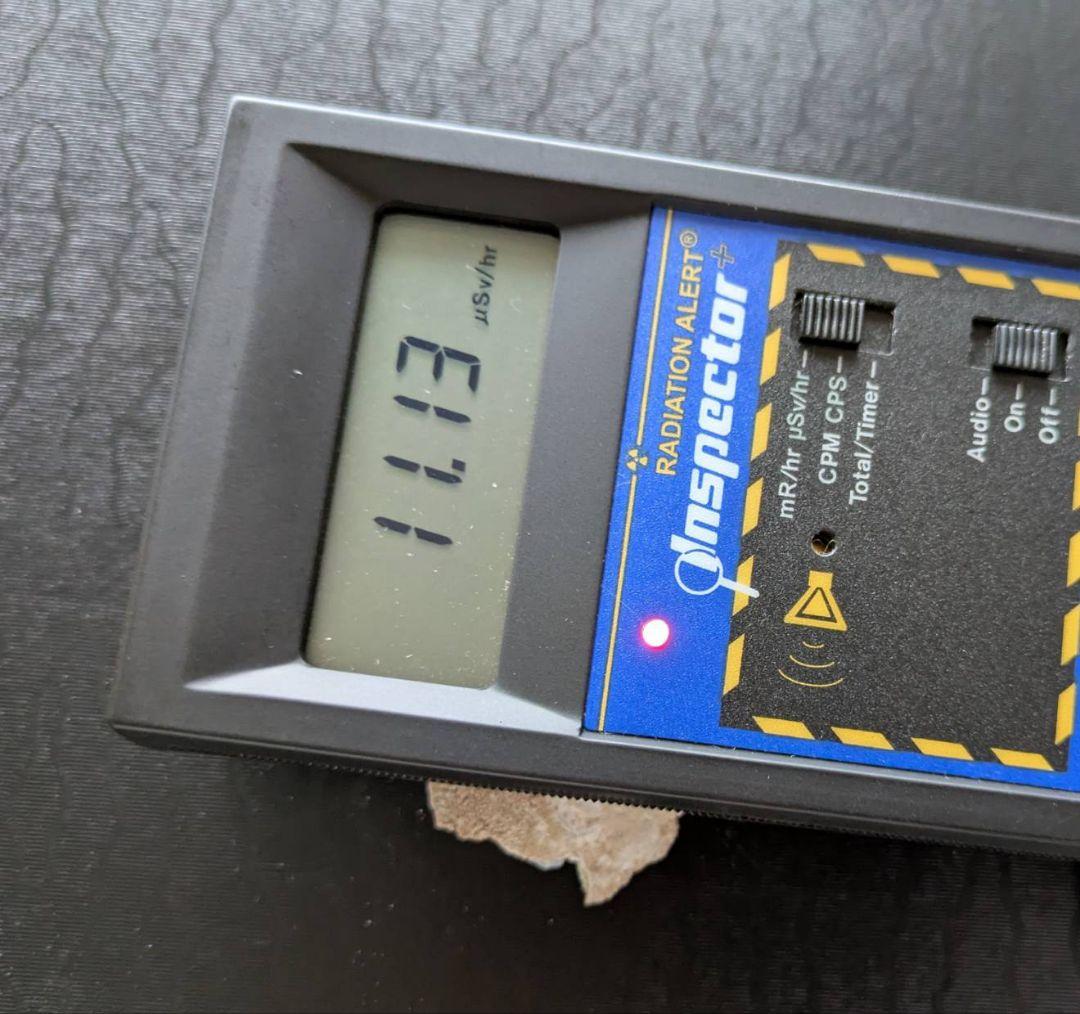 11.13 µSv/hr
RADIATION ALERT®
Inspector+
mR/hr µSv/hr
CPM CPS
Total/Timer
Audio
On
Off